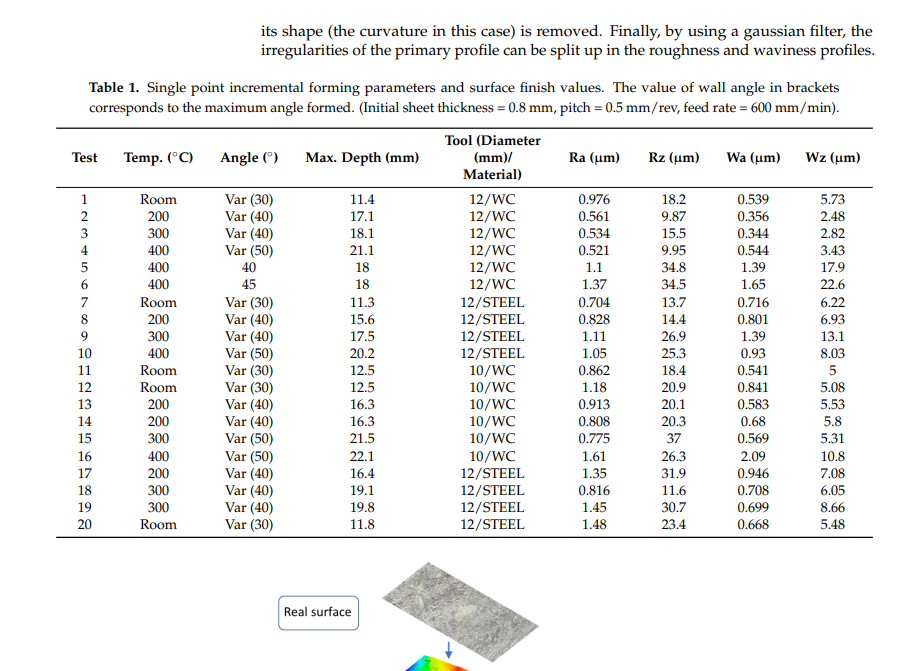 its shape (the curvature in this case) is removed. Finally, by using a gaussian filter, the
irregularities of the primary profile can be split up in the roughness and waviness profiles.
Table 1. Single point incremental forming parameters and surface finish values. The value of wall angle in brackets
corresponds to the maximum angle formed. (Initial sheet thickness = 0.8 mm, pitch = 0.5 mm/rev, feed rate = 600 mm/min).
Test Temp. (°C) Angle (°) Max. Depth (mm) Tool (Diameter (mm)/ Material) Ra (μm) Rz (μm) Wa (μm) Wz (μm)
1 Room Var (30) 11.4 12/WC 0.976 18.2 0.539 5.73
2 200 Var (40) 17.1 12/WC 0.561 9.87 0.356 2.48
3 300 Var (40) 18.1 12/WC 0.534 15.5 0.344 2.82
4 400 Var (50) 21.1 12/WC 0.521 9.95 0.544 3.43
5 400 40 18 12/WC 1.1 34.8 1.39 17.9
6 400 45 18 12/WC 1.37 34.5 1.65 22.6
7 Room Var (30) 11.3 12/STEEL 0.704 13.7 0.716 6.22
8 200 Var (40) 15.6 12/STEEL 0.828 14.4 0.801 6.93
9 300 Var (40) 17.5 12/STEEL 1.11 26.9 1.39 13.1
10 400 Var (50) 20.2 12/STEEL 1.05 25.3 0.93 8.03
11 Room Var (30) 12.5 10/WC 0.862 18.4 0.541 5
12 Room Var (30) 12.5 10/WC 1.18 20.9 0.841 5.08
13 200 Var (40) 16.3 10/WC 0.913 20.1 0.583 5.53
14 200 Var (40) 16.3 10/WC 0.808 20.3 0.68 5.8
15 300 Var (50) 21.5 10/WC 0.775 37 0.569 5.31
16 400 Var (50) 22.1 10/WC 1.61 26.3 2.09 10.8
17 200 Var (40) 16.4 12/STEEL 1.35 31.9 0.946 7.08
18 300 Var (40) 19.1 12/STEEL 0.816 11.6 0.708 6.05
19 300 Var (40) 19.8 12/STEEL 1.45 30.7 0.699 8.66
20 Room Var (30) 11.8 12/STEEL 1.48 23.4 0.668 5.48
Real surface